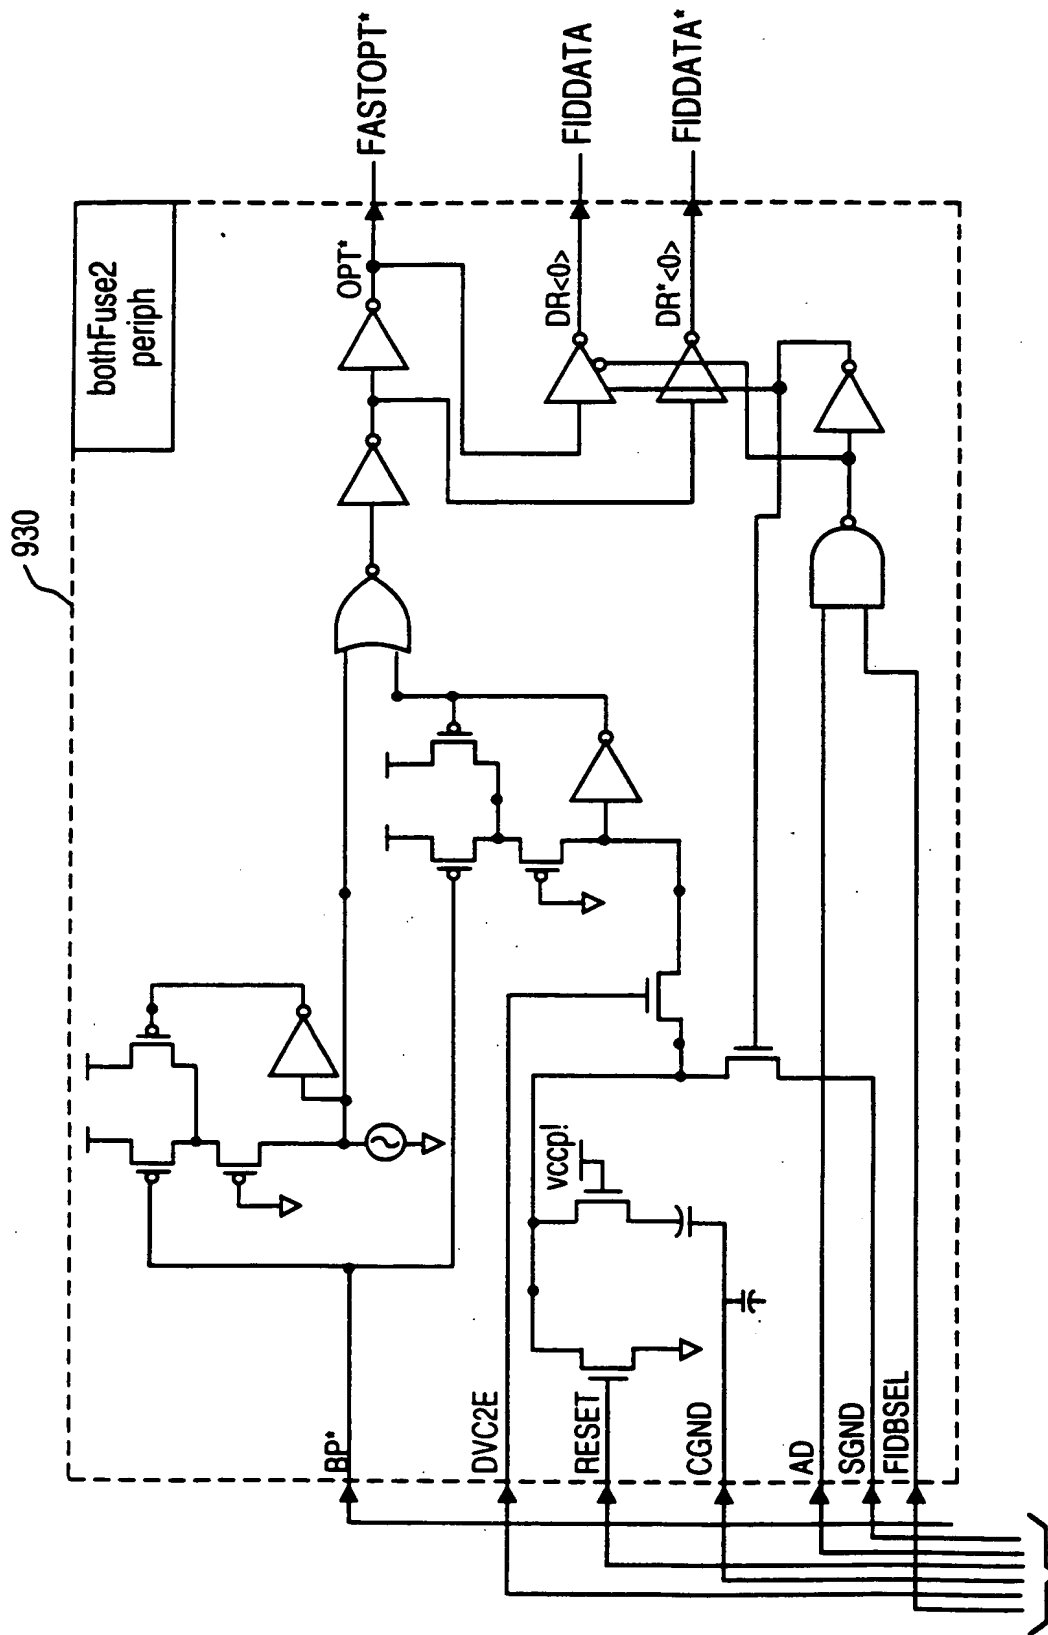 930
bothFuse2
periph
FASTOPT*
OPT*
FIDDATA
DR<0>
FIDDATA*
DR*<0>
BP*
DVC2E
RESET
vccp!
CGND
AD
SGND
FIDBSEL